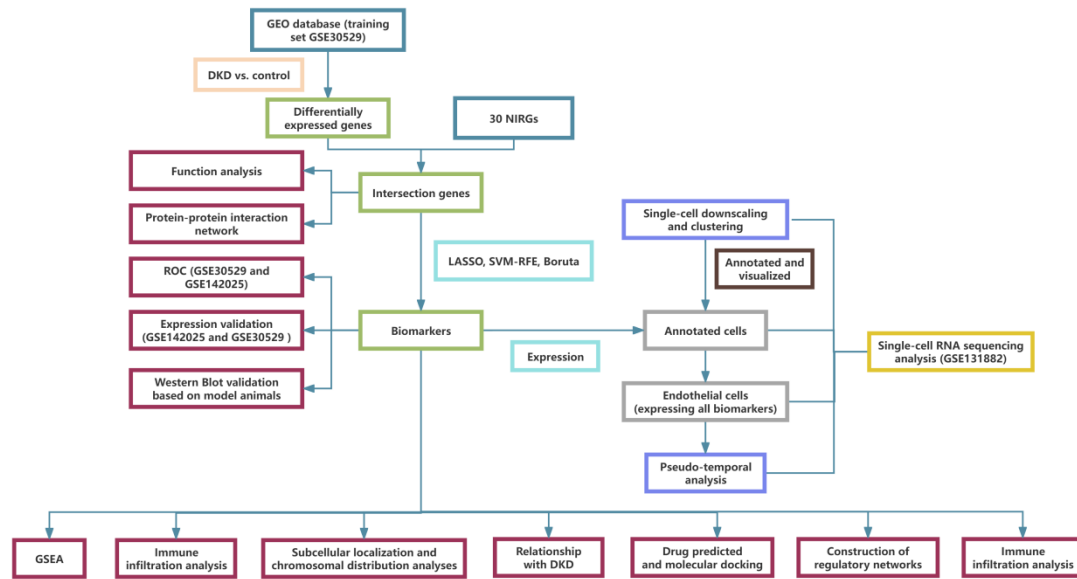 GEO database (training
set GSE30529)
DKD vs. control
Differentially
expressed genes
30 NIRGs
Function analysis
Intersection genes
Protein-protein interaction
network
Single-cell downscaling
and clustering
LASSO, SVM-RFE, Boruta
Annotated and
visualized
ROC (GSE30529 and
GSE142025)
Expression validation
(GSE142025 and GSE30529 )
Biomarkers
Annotated cells
Expression
Single-cell RNA sequencing
analysis (GSE131882)
Western Blot validation
based on model animals
Endothelial cells
(expressing all biomarkers)
Pseudo-temporal
analysis
GSEA
Immune
infiltration analysis
Subcellular localization and
chromosomal distribution analyses
Relationship
with DKD
Drug predicted
and molecular docking
Construction of
regulatory networks
Immune
infiltration analysis